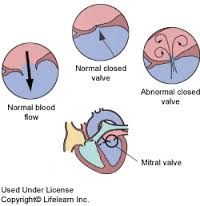 Normal closed
valve
Normal blood
flow
Abnormal closed
valve
Mitral valve
Used Under License
Copyright© Lifelearn Inc.